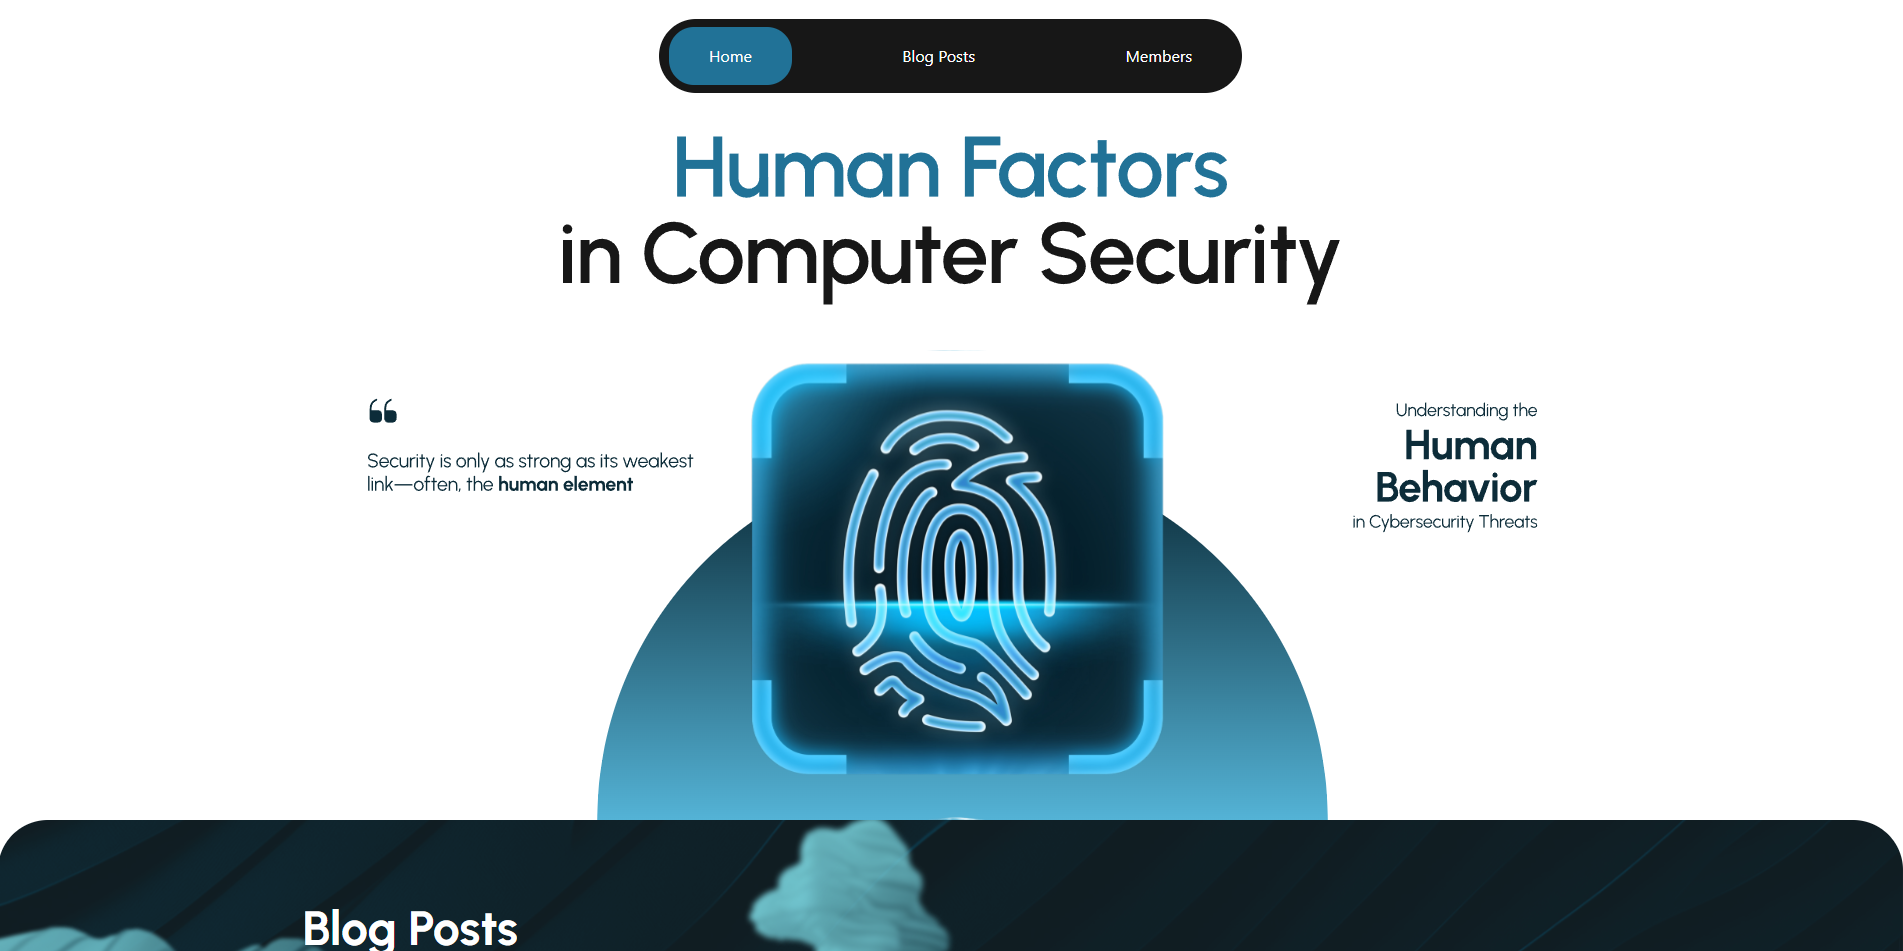 Home
Blog Posts
Members
Human Factors
in Computer Security
❝
Security is only as strong as its weakest
link—often, the human element
Understanding the
Human
Behavior
in Cybersecurity Threats
Blog Posts